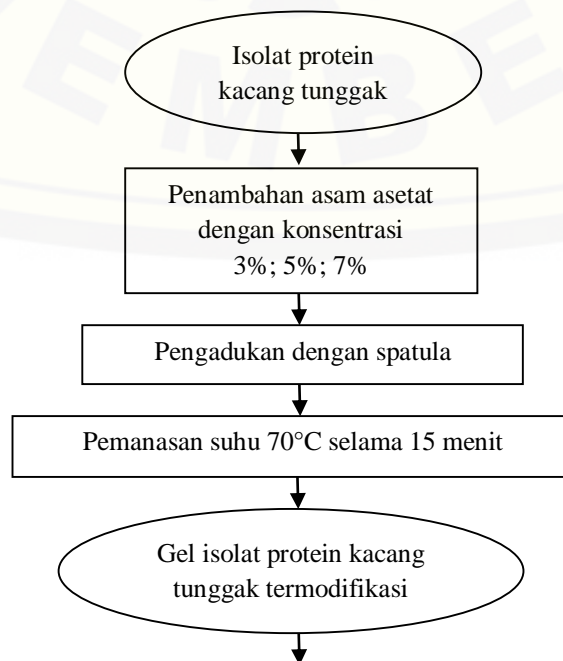 Isolat protein
kacang tunggak
Penambahan asam asetat
dengan konsentrasi
3%; 5%; 7%
Pengadukan dengan spatula
Pemanasan suhu 70°C selama 15 menit
Gel isolat protein kacang
tunggak termodifikasi